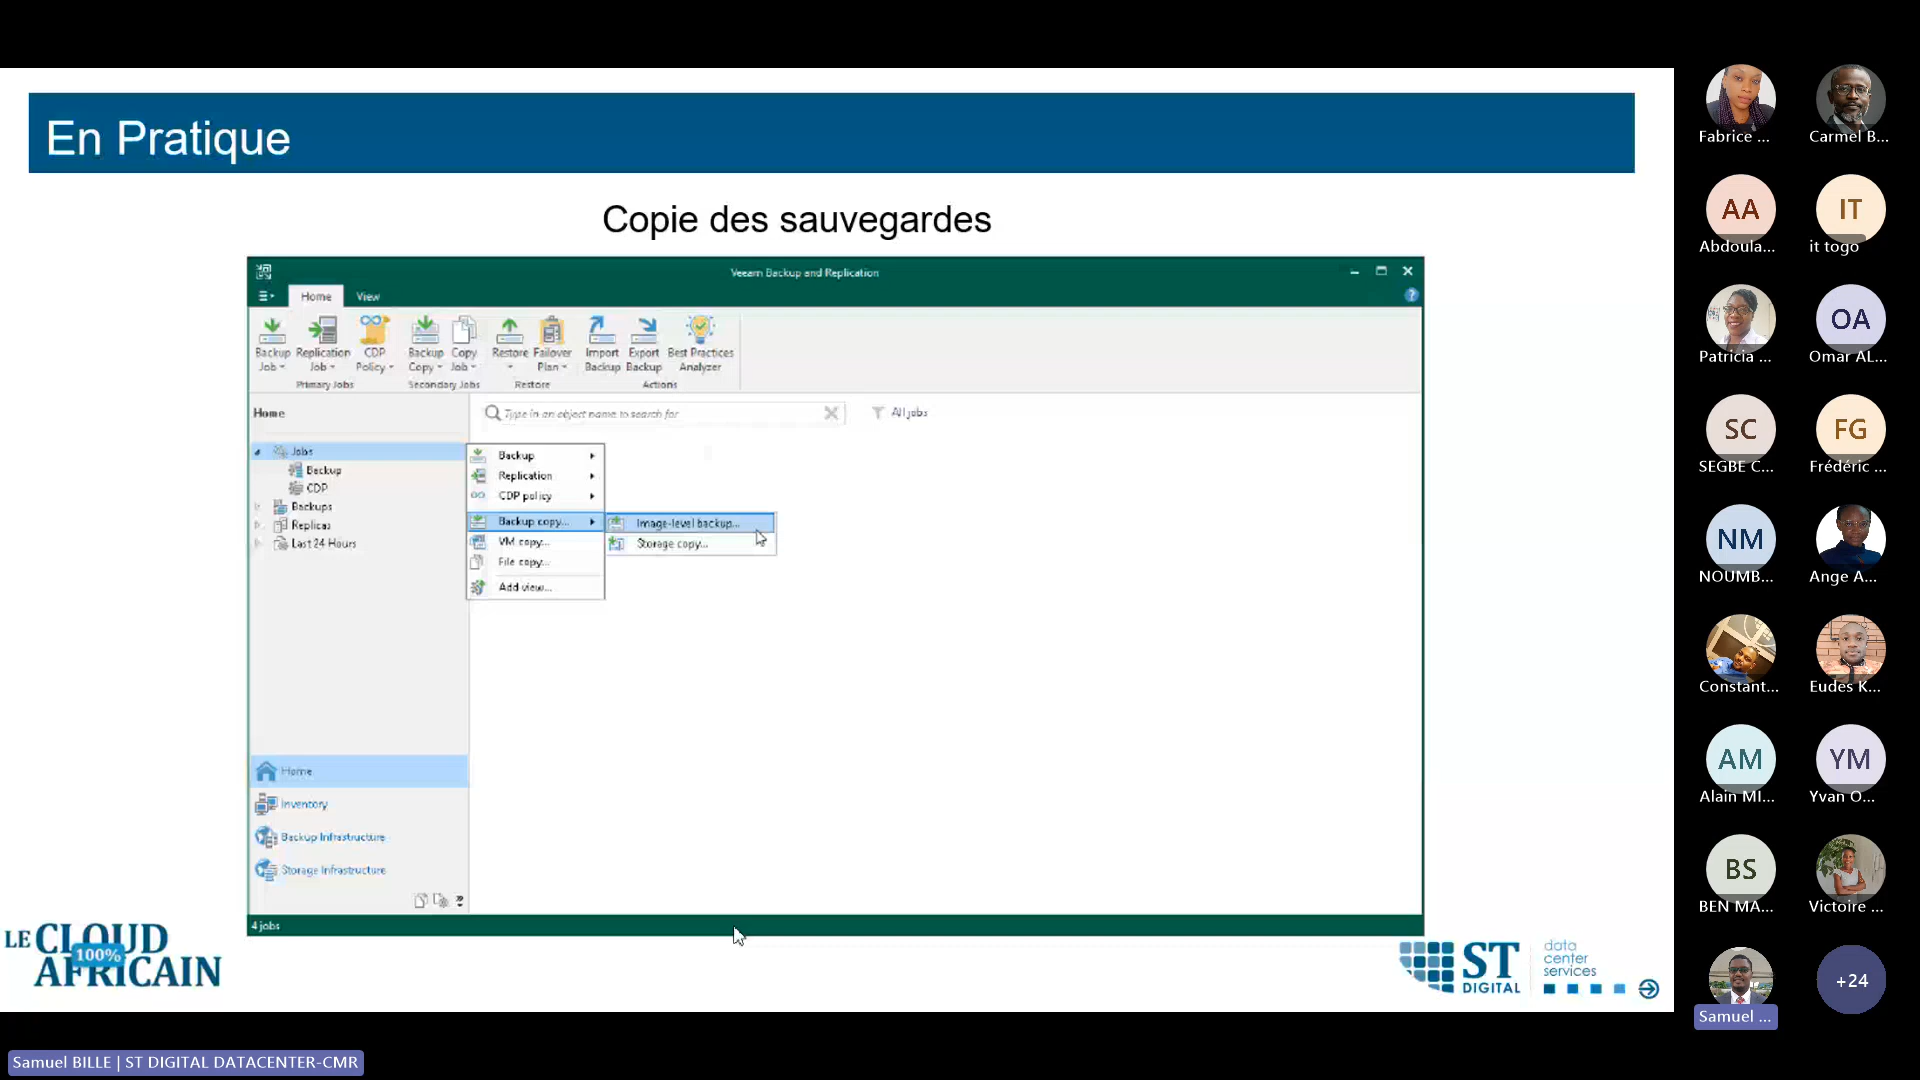 En Pratique
Copie des sauvegardes
Veeam Backup and Replication
Home View
Backup Job
Replication Job
CDP Policy
Backup Copy
Copy Job
Restore
Failover Plan
Import Backup
Export Backup
Best Practices Analyzer
Primary Jobs
Secondary Jobs
Restore
Actions
Home
Type in an object name to search for
All jobs
Jobs
Backup
CDP
Backups
Replicas
Last 24 Hours
Backup
Replication
CDP policy
Backup copy...
VM copy...
File copy...
Add view...
Image-level backup...
Storage copy...
Home
Inventory
Backup Infrastructure
Storage Infrastructure
4 jobs
LE CLOUD
100%
AFRICAIN
ST
DIGITAL
data
center
services
Fabrice ...
Carmel B...
AA
Abdoula...
IT
it togo
Patricia ...
OA
Omar AL...
SC
SEGBE C...
FG
Frédéric ...
NM
NOUMB...
Ange A...
Constant...
Eudes K...
AM
Alain MI...
YM
Yvan O...
BS
BEN MA...
Victoire ...
Samuel ...
+24
Samuel BILLE | ST DIGITAL DATACENTER-CMR